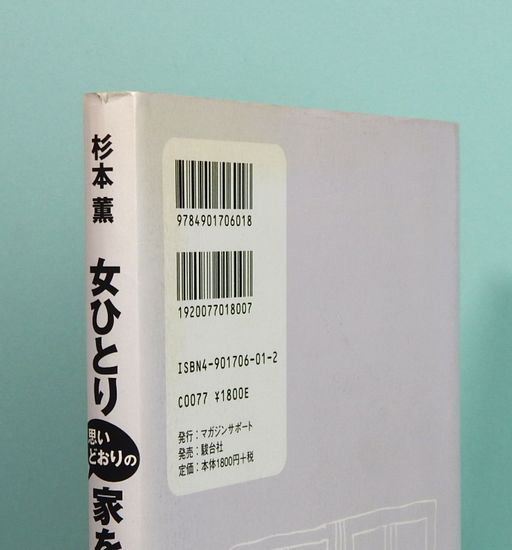 杉本 薫
女ひとり
思い
どおりの
家を
9784901706018
1920077018007
ISBN4-901706-01-2
C0077 ¥1800E
発行：マガジンサポート
発売：駿台社
定価：本体1800円＋税